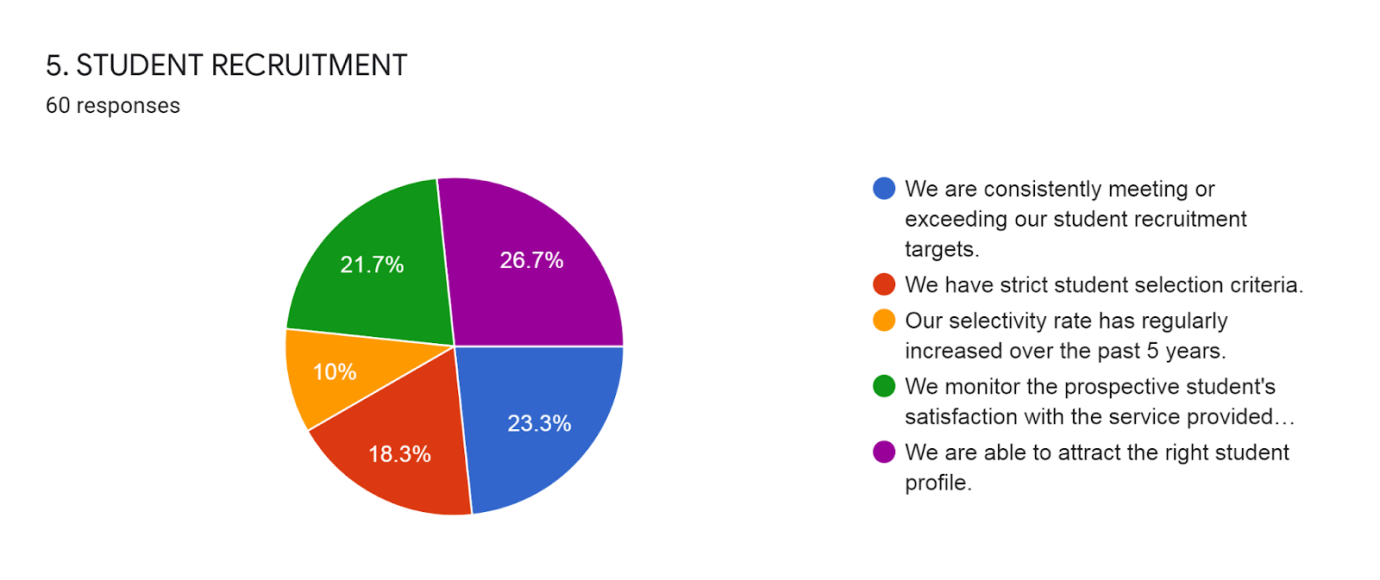 5. STUDENT RECRUITMENT
60 responses
26.7%
21.7%
10%
23.3%
18.3%
We are consistently meeting or
exceeding our student recruitment
targets.
We have strict student selection criteria.
Our selectivity rate has regularly
increased over the past 5 years.
We monitor the prospective student's
satisfaction with the service provided…
We are able to attract the right student
profile.